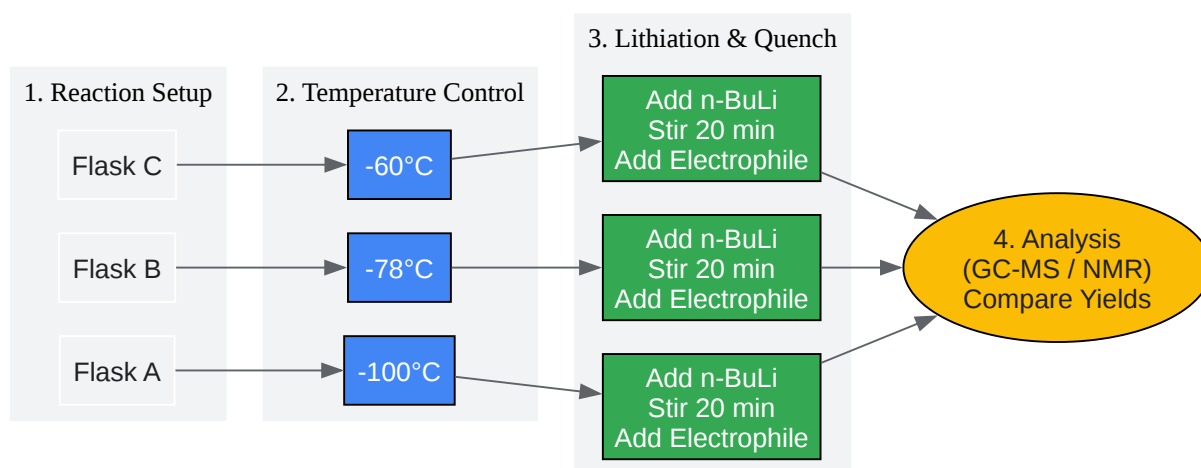 1. Reaction Setup
Flask C
Flask B
Flask A
2. Temperature Control
-60°C
-78°C
-100°C
3. Lithiation & Quench
Add n-BuLi
Stir 20 min
Add Electrophile
Add n-BuLi
Stir 20 min
Add Electrophile
Add n-BuLi
Stir 20 min
Add Electrophile
4. Analysis
(GC-MS / NMR)
Compare Yields